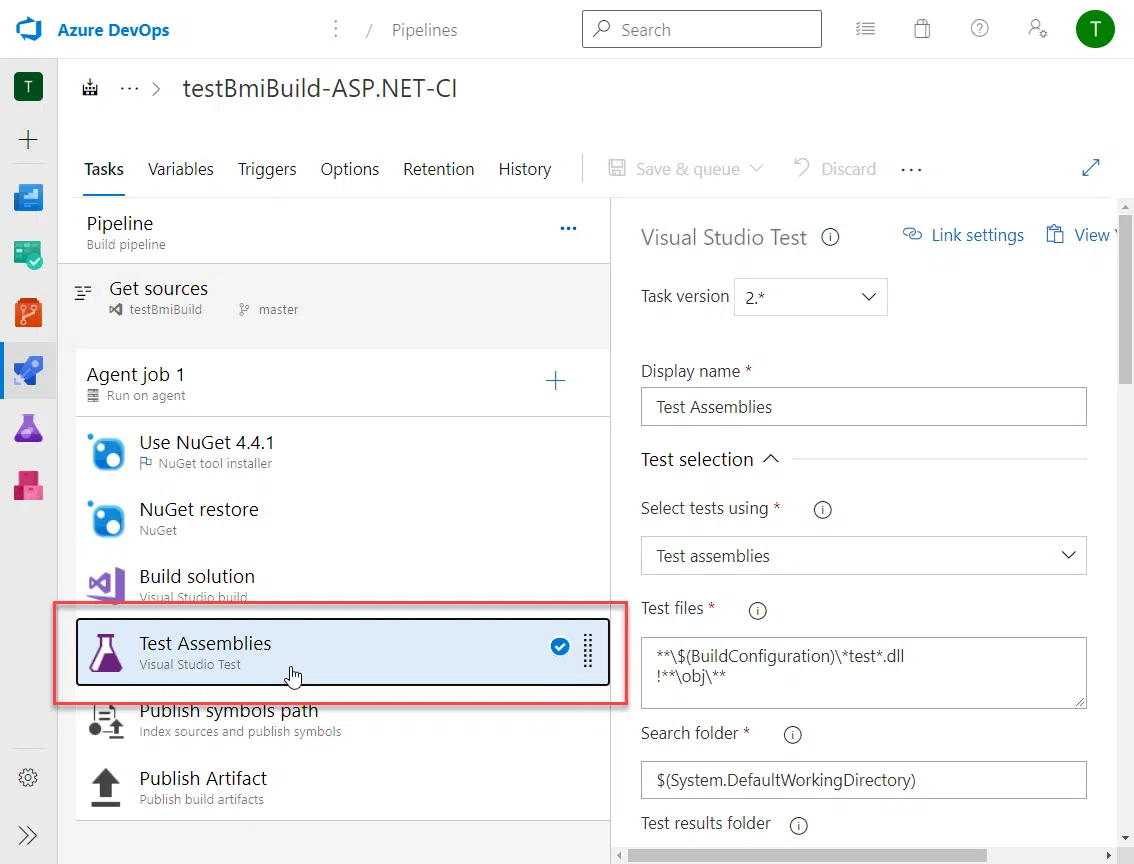 Azure DevOps
/ Pipelines
Search
T
T
testBmiBuild-ASP.NET-CI
Tasks
Variables
Triggers
Options
Retention
History
Save & queue
Discard
Pipeline
Build pipeline
Get sources
testBmiBuild
master
Agent job 1
Run on agent
Use NuGet 4.4.1
NuGet tool installer
NuGet restore
NuGet
Build solution
Visual Studio build
Test Assemblies
Visual Studio Test
Publish symbols path
Index sources and publish symbols
Publish Artifact
Publish build artifacts
Visual Studio Test
Link settings
View
Task version
2.*
Display name *
Test Assemblies
Test selection
Select tests using *
Test assemblies
Test files *
**\$(BuildConfiguration)\*test*.dll
!**\obj\**
Search folder *
$(System.DefaultWorkingDirectory)
Test results folder